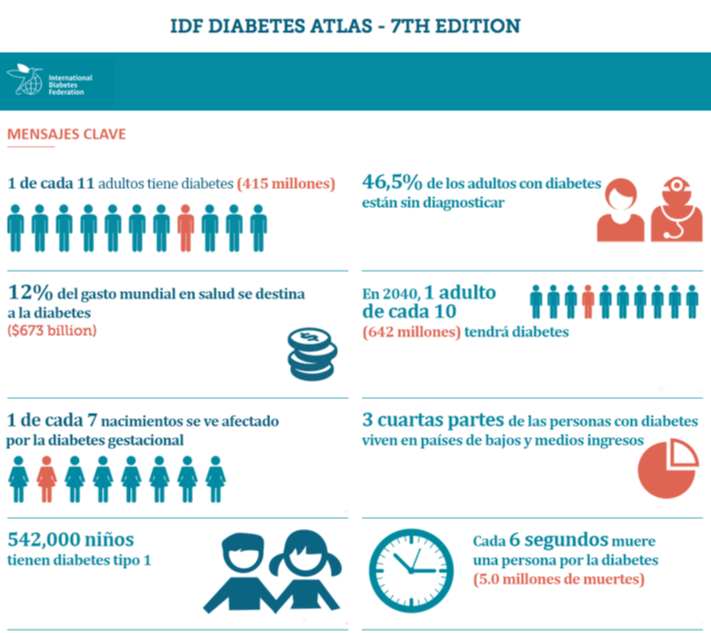 IDF DIABETES ATLAS - 7TH EDITION
International
Diabetes
Federation
MENSAJES CLAVE
1 de cada 11 adultos tiene diabetes (415 millones)
46,5% de los adultos con diabetes
están sin diagnosticar
12% del gasto mundial en salud se destina
a la diabetes
($673 billion)
En 2040, 1 adulto
de cada 10
(642 millones) tendrá diabetes
1 de cada 7 nacimientos se ve afectado
por la diabetes gestacional
3 cuartas partes de las personas con diabetes
viven en países de bajos y medios ingresos
542,000 niños
tienen diabetes tipo 1
Cada 6 segundos muere
una persona por la diabetes
(5.0 millones de muertes)